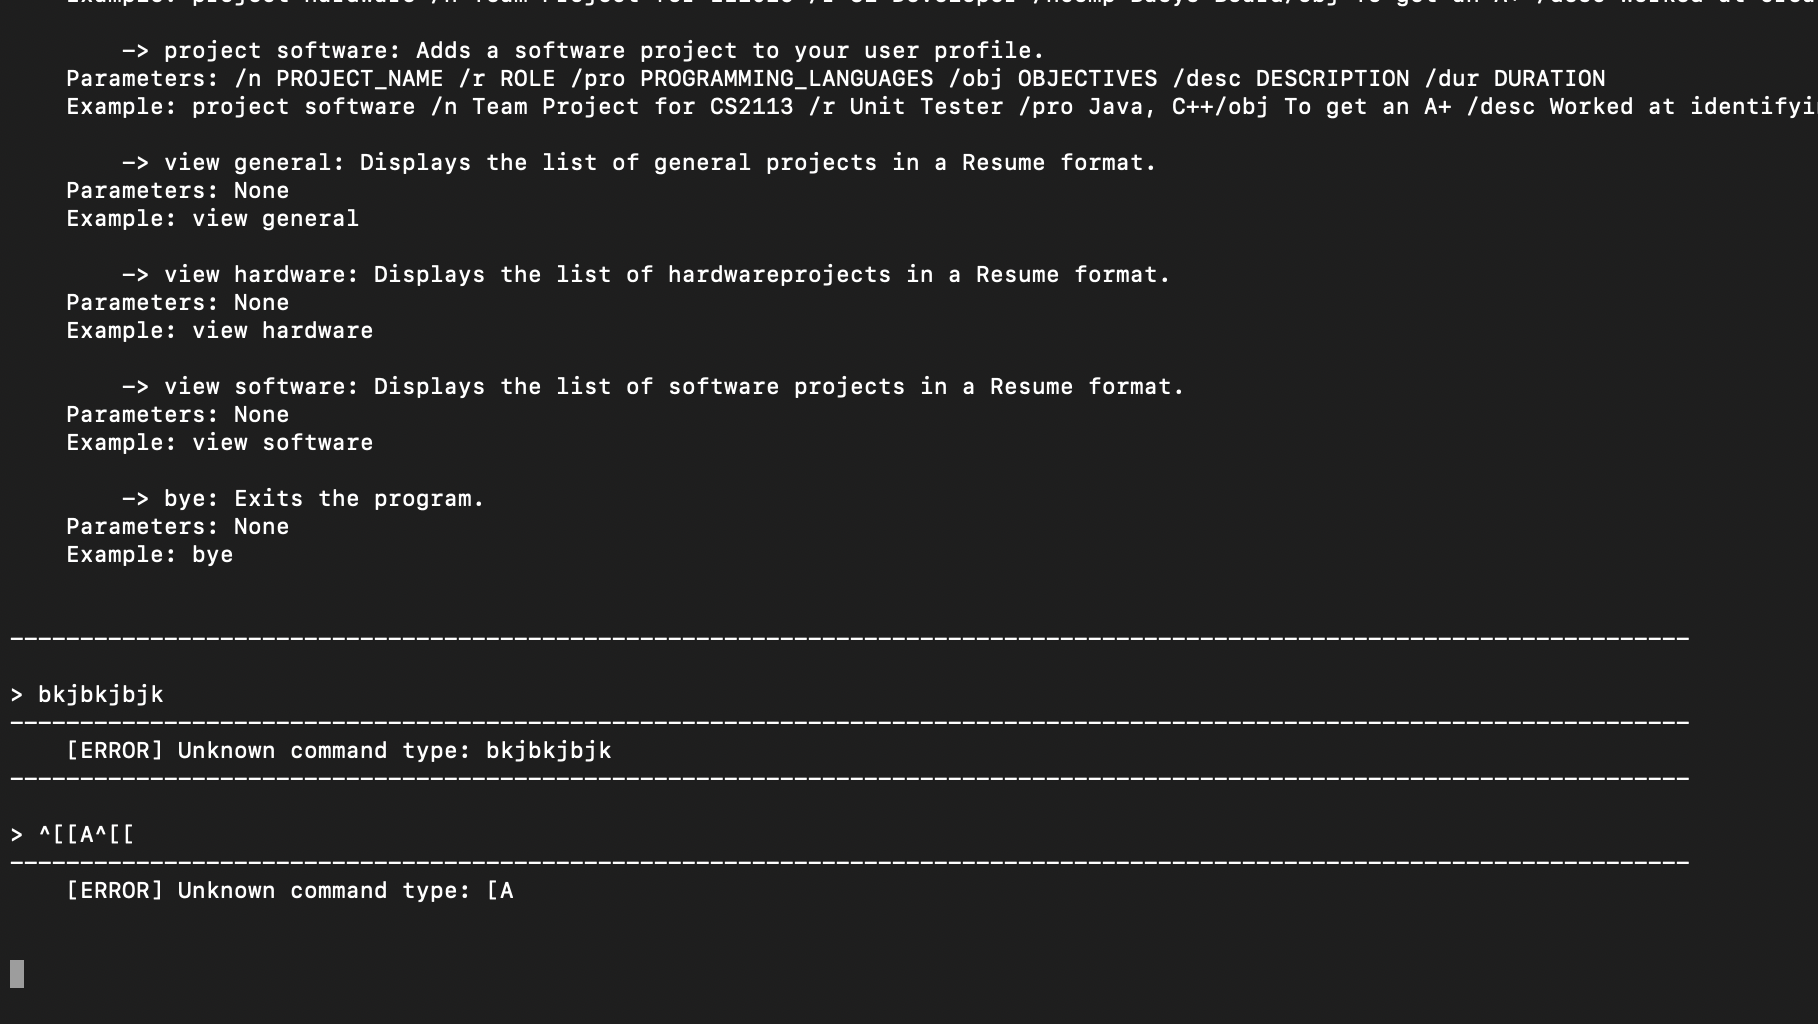 -> project software: Adds a software project to your user profile.
Parameters: /n PROJECT_NAME /r ROLE /pro PROGRAMMING_LANGUAGES /obj OBJECTIVES /desc DESCRIPTION /dur DURATION
Example: project software /n Team Project for CS2113 /r Unit Tester /pro Java, C++/obj To get an A+ /desc Worked at
-> view general: Displays the list of general projects in a Resume format.
Parameters: None
Example: view general
-> view hardware: Displays the list of hardwareprojects in a Resume format.
Parameters: None
Example: view hardware
-> view software: Displays the list of software projects in a Resume format.
Parameters: None
Example: view software
-> bye: Exits the program.
Parameters: None
Example: bye
> bkjbkjbjk
[ERROR] Unknown command type: bkjbkjbjk
> ^[[A^[[
[ERROR] Unknown command type: [A